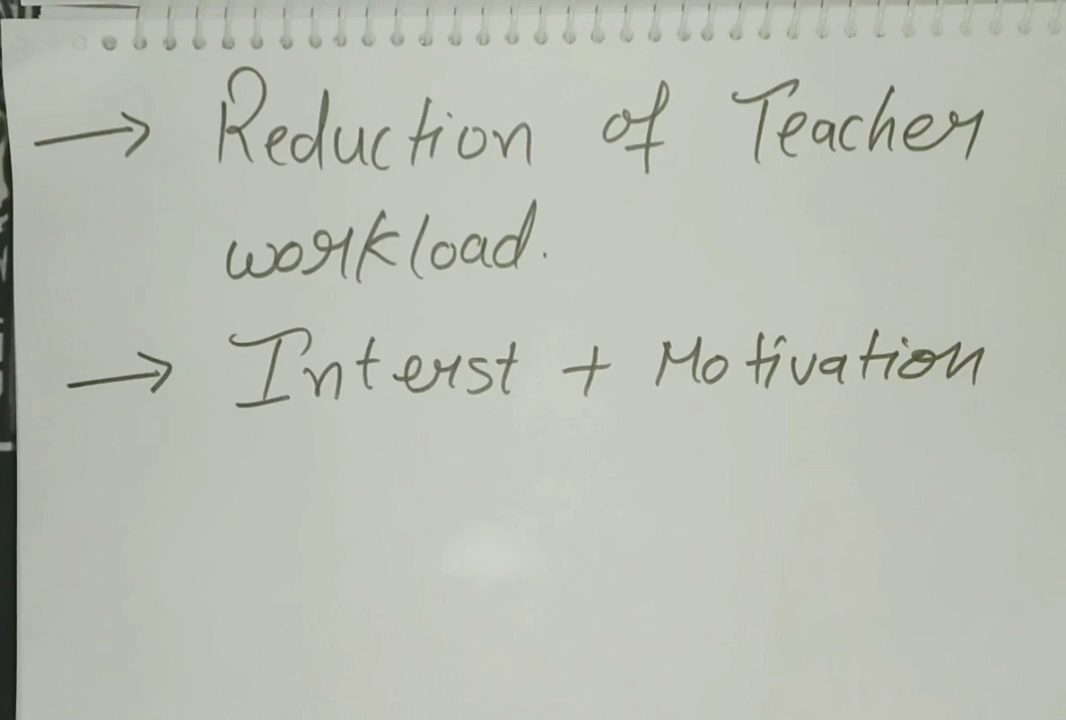 → Reduction of Teacher
workload.
→ Interst + Motivation